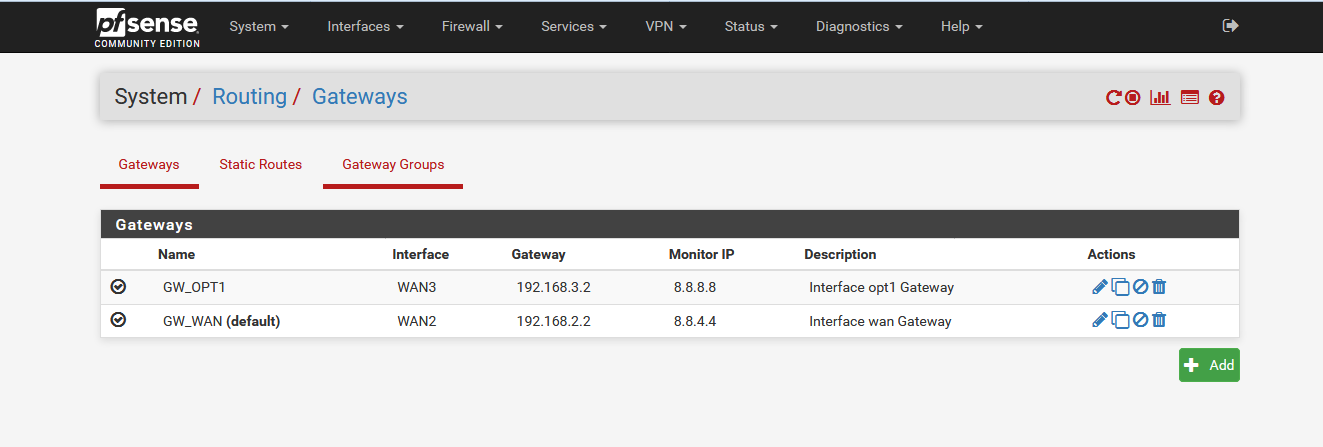 pfsense COMMUNITY EDITION System Interfaces Firewall Services VPN Status Diagnostics Help
System / Routing / Gateways
Gateways Static Routes Gateway Groups
Gateways
Name Interface Gateway Monitor IP Description Actions
GW_OPT1 WAN3 192.168.3.2 8.8.8.8 Interface opt1 Gateway
GW_WAN (default) WAN2 192.168.2.2 8.8.4.4 Interface wan Gateway
Add